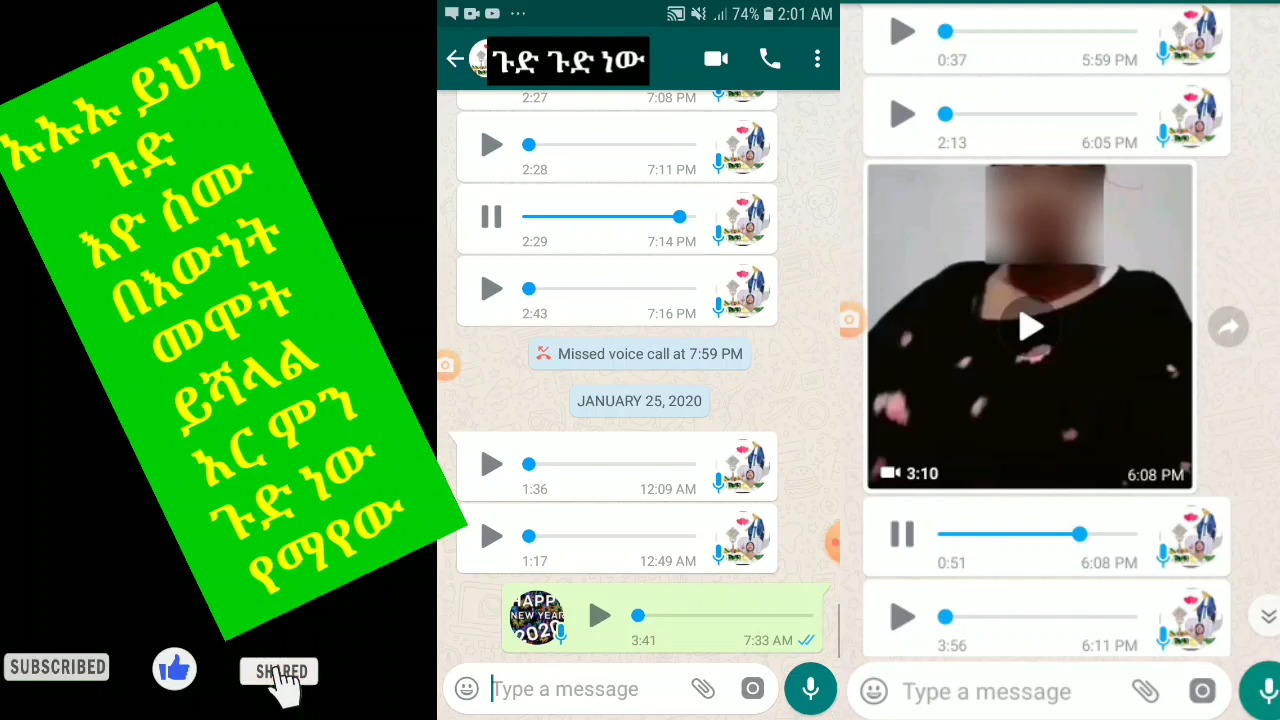 ኡኡኡ ይህን
ጉድ
እዮ ስሙ
በእውነት
መሞት
ይሻላል
አር ምን
ጉድ ነው
የማየው
SUBSCRIBED
SHARED
74% 2:01 AM
ጉድ ጉድ ነው
2:27 7:08 PM
2:28 7:11 PM
2:29 7:14 PM
2:43 7:16 PM
Missed voice call at 7:59 PM
JANUARY 25, 2020
1:36 12:09 AM
1:17 12:49 AM
HAPPY
NEW YEAR
2020
3:41 7:33 AM
Type a message
0:37 5:59 PM
2:13 6:05 PM
3:10 6:08 PM
0:51 6:08 PM
3:56 6:11 PM
Type a message